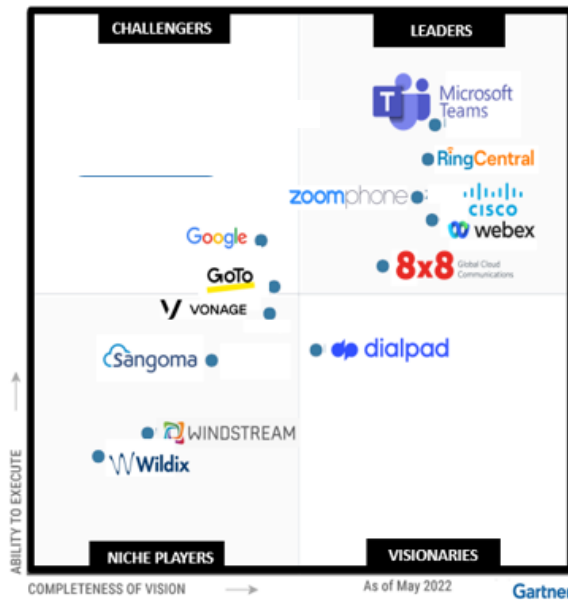 CHALLENGERS
LEADERS
T Microsoft
Teams
RingCentral
zoomphone
CISCO
webex
Google
GoTo
VONAGE
8x8 Global Cloud
Communications
Sangoma
dialpad
WINDSTREAM
Wildix
ABILITY TO EXECUTE
NICHE PLAYERS
VISIONARIES
COMPLETENESS OF VISION
As of May 2022
Gartner